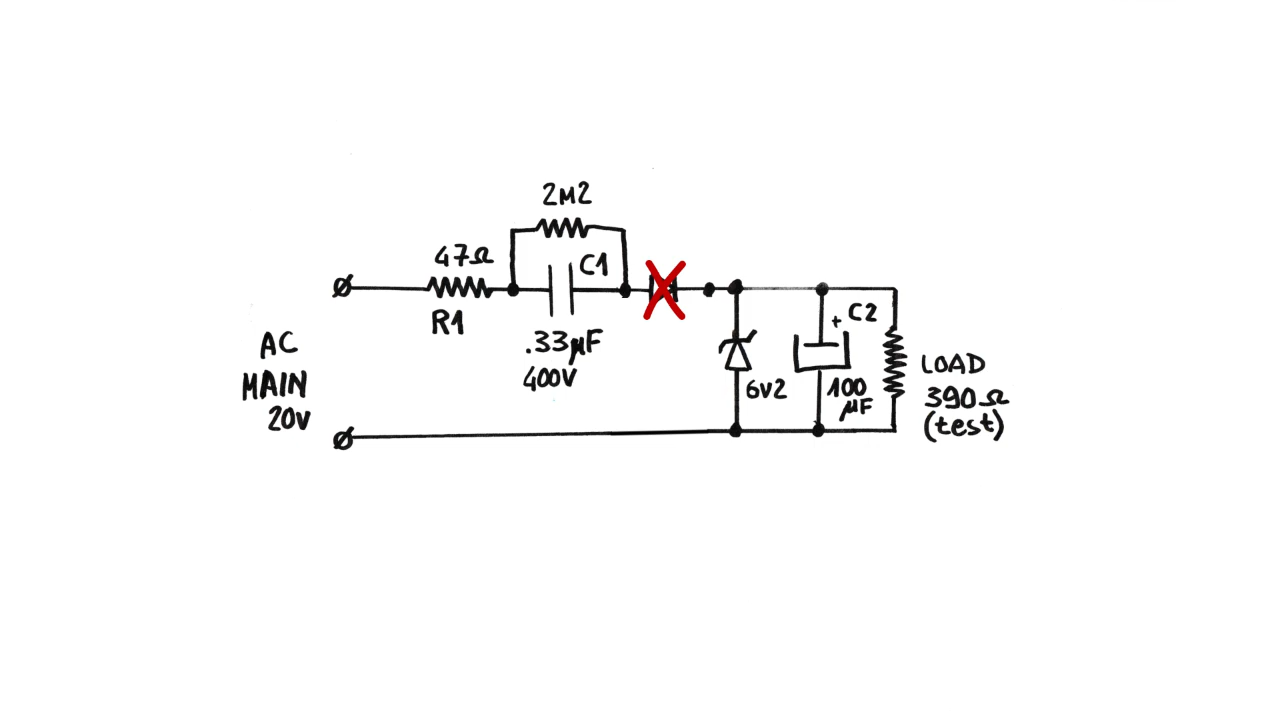 2M2
47Ω
C1
R1
.33µF
400V
AC
MAIN
20V
6V2
+
C2
100
µF
LOAD
390Ω
(test)